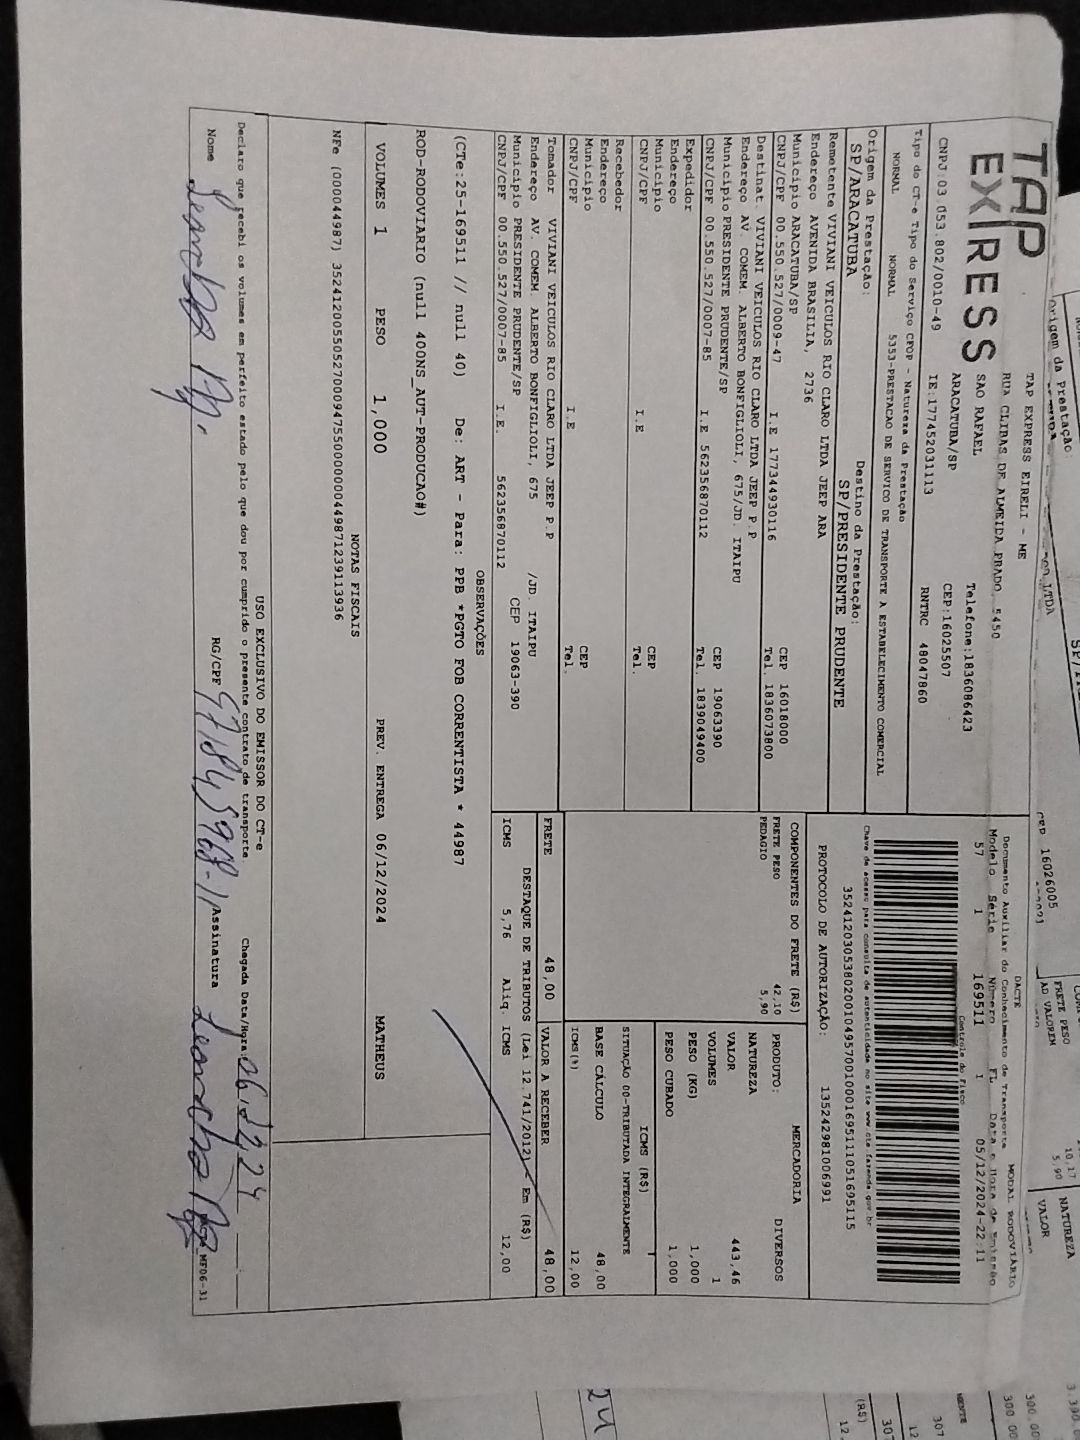 TAP
EXPRESS
TAP EXPRESS EIRELI - ME
RUA CLIBAS DE ALMEIDA PRADO, 5450
SAO RAFAEL
ARACATUBA/SP
Telefone:1836086423
CEP:16025507
CNPJ:03.053.802/0010-49 IE:177452031113 RNTRC 48047860
DACTE
Documento Auxiliar do Conhecimento de Transporte
MODAL RODOVIÁRIO
Modelo Série Número FL Data e Hora de Emissão
57 1 169511 1 05/12/2024-22:11
Controle do Fisco
Tipo do CT-e Tipo do Serviço CFOP - Natureza da Prestação
NORMAL NORMAL 5353-PRESTACAO DE SERVICO DE TRANSPORTE A ESTABELECIMENTO COMERCIAL
Chave de acesso para consulta de autenticidade no site www.cte.fazenda.gov.br
35241203053802001049570010001695111051695115
Origem da Prestação: Destino da Prestação:
SP/ARACATUBA SP/PRESIDENTE PRUDENTE
PROTOCOLO DE AUTORIZAÇÃO: 135242981006991
Remetente VIVIANI VEICULOS RIO CLARO LTDA JEEP ARA
Endereço AVENIDA BRASILIA, 2736
Município ARACATUBA/SP CEP 16018000
CNPJ/CPF 00.550.527/0009-47 I.E 177344930116 Tel. 1836073800
Destinat. VIVIANI VEICULOS RIO CLARO LTDA JEEP P.P
Endereço AV. COMEM. ALBERTO BONFIGLIOLI, 675/JD. ITAIPU
Município PRESIDENTE PRUDENTE/SP CEP 19063390
CNPJ/CPF 00.550.527/0007-85 I.E 562356870112 Tel. 1839049400
Expedidor
Endereço
Município CEP
CNPJ/CPF I.E Tel.
Recebedor
Endereço
Município CEP
CNPJ/CPF I.E Tel.
Tomador VIVIANI VEICULOS RIO CLARO LTDA JEEP P.P
Endereço AV. COMEM. ALBERTO BONFIGLIOLI, 675 /JD. ITAIPU
Município PRESIDENTE PRUDENTE/SP CEP 19063-390
CNPJ/CPF 00.550.527/0007-85 I.E. 562356870112
COMPONENTES DO FRETE (R$)
FRETE PESO 42,10
PEDAGIO 5,90
MERCADORIA
PRODUTO: DIVERSOS
NATUREZA
VALOR 443,46
VOLUMES 1
PESO (KG) 1,000
PESO CUBADO 1,000
ICMS (R$)
SITUAÇÃO 00-TRIBUTADA INTEGRALMENTE
BASE CÁLCULO 48,00
ICMS(%) 12,00
FRETE 48,00 VALOR A RECEBER 48,00
DESTAQUE DE TRIBUTOS (Lei 12.741/2012) - Em (R$)
ICMS 5,76 Aliq. ICMS 12,00
OBSERVAÇÕES
(CTe:25-169511 // null 40) De: ART - Para: PPB *PGTO FOB CORRENTISTA * 44987
ROD-RODOVIARIO (null 400NS_AUT-PRODUCAO#)
VOLUMES 1 PESO 1,000 PREV. ENTREGA 06/12/2024 MATHEUS
NOTAS FISCAIS
NFe (000044987) 35241200550527000947550000000449871239113936
USO EXCLUSIVO DO EMISSOR DO CT-e
Declaro que recebi os volumes em perfeito estado pelo que dou por cumprido o presente contrato de transporte. Chegada Data/Hora: 06,12,24
Nome RG/CPF Assinatura
MF06-31